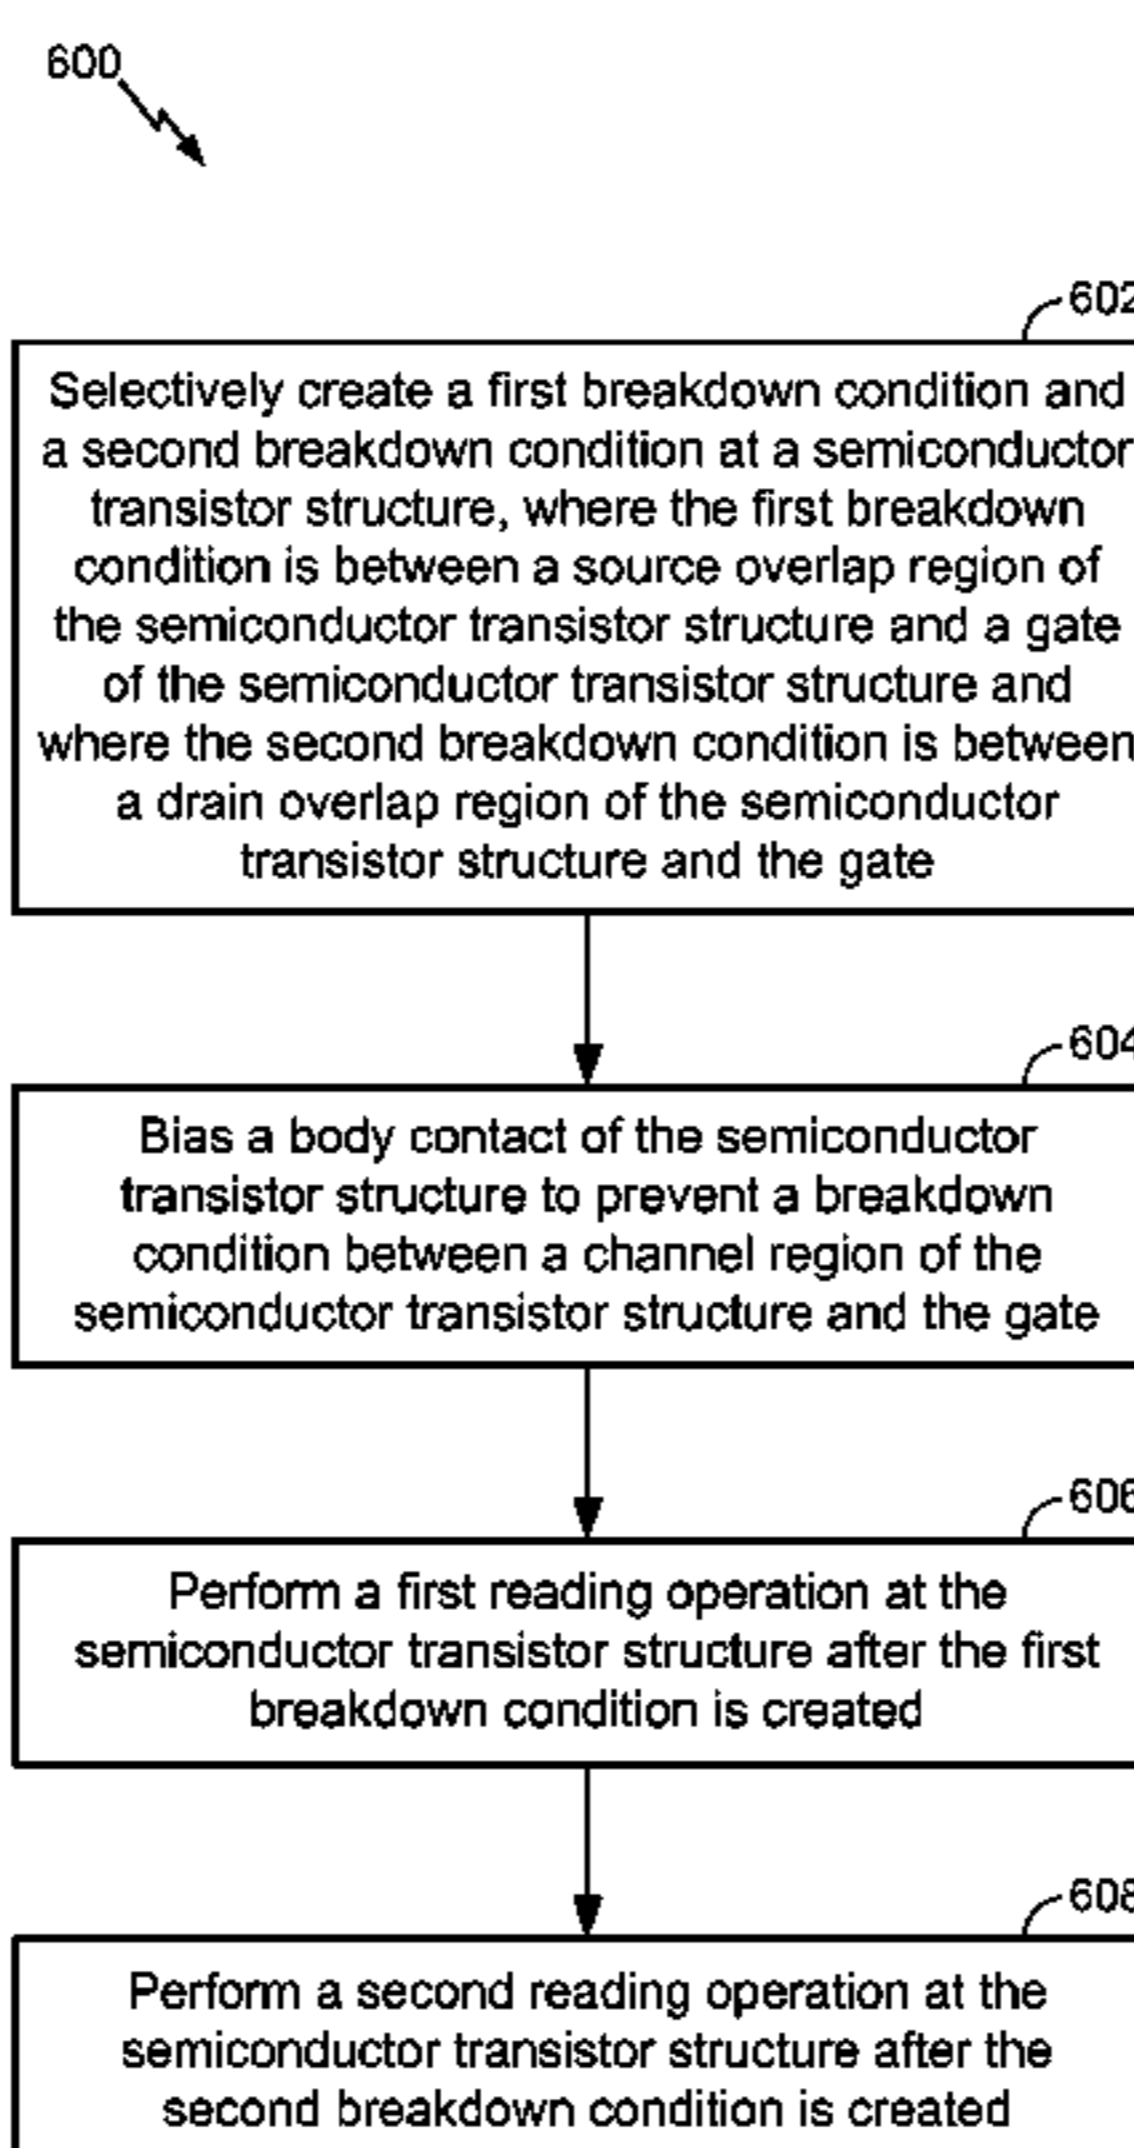 600
602
Selectively create a first breakdown condition and
a second breakdown condition at a semiconductor
transistor structure, where the first breakdown
condition is between a source overlap region of
the semiconductor transistor structure and a gate
of the semiconductor transistor structure and
where the second breakdown condition is between
a drain overlap region of the semiconductor
transistor structure and the gate
604
Bias a body contact of the semiconductor
transistor structure to prevent a breakdown
condition between a channel region of the
semiconductor transistor structure and the gate
606
Perform a first reading operation at the
semiconductor transistor structure after the first
breakdown condition is created
608
Perform a second reading operation at the
semiconductor transistor structure after the
second breakdown condition is created